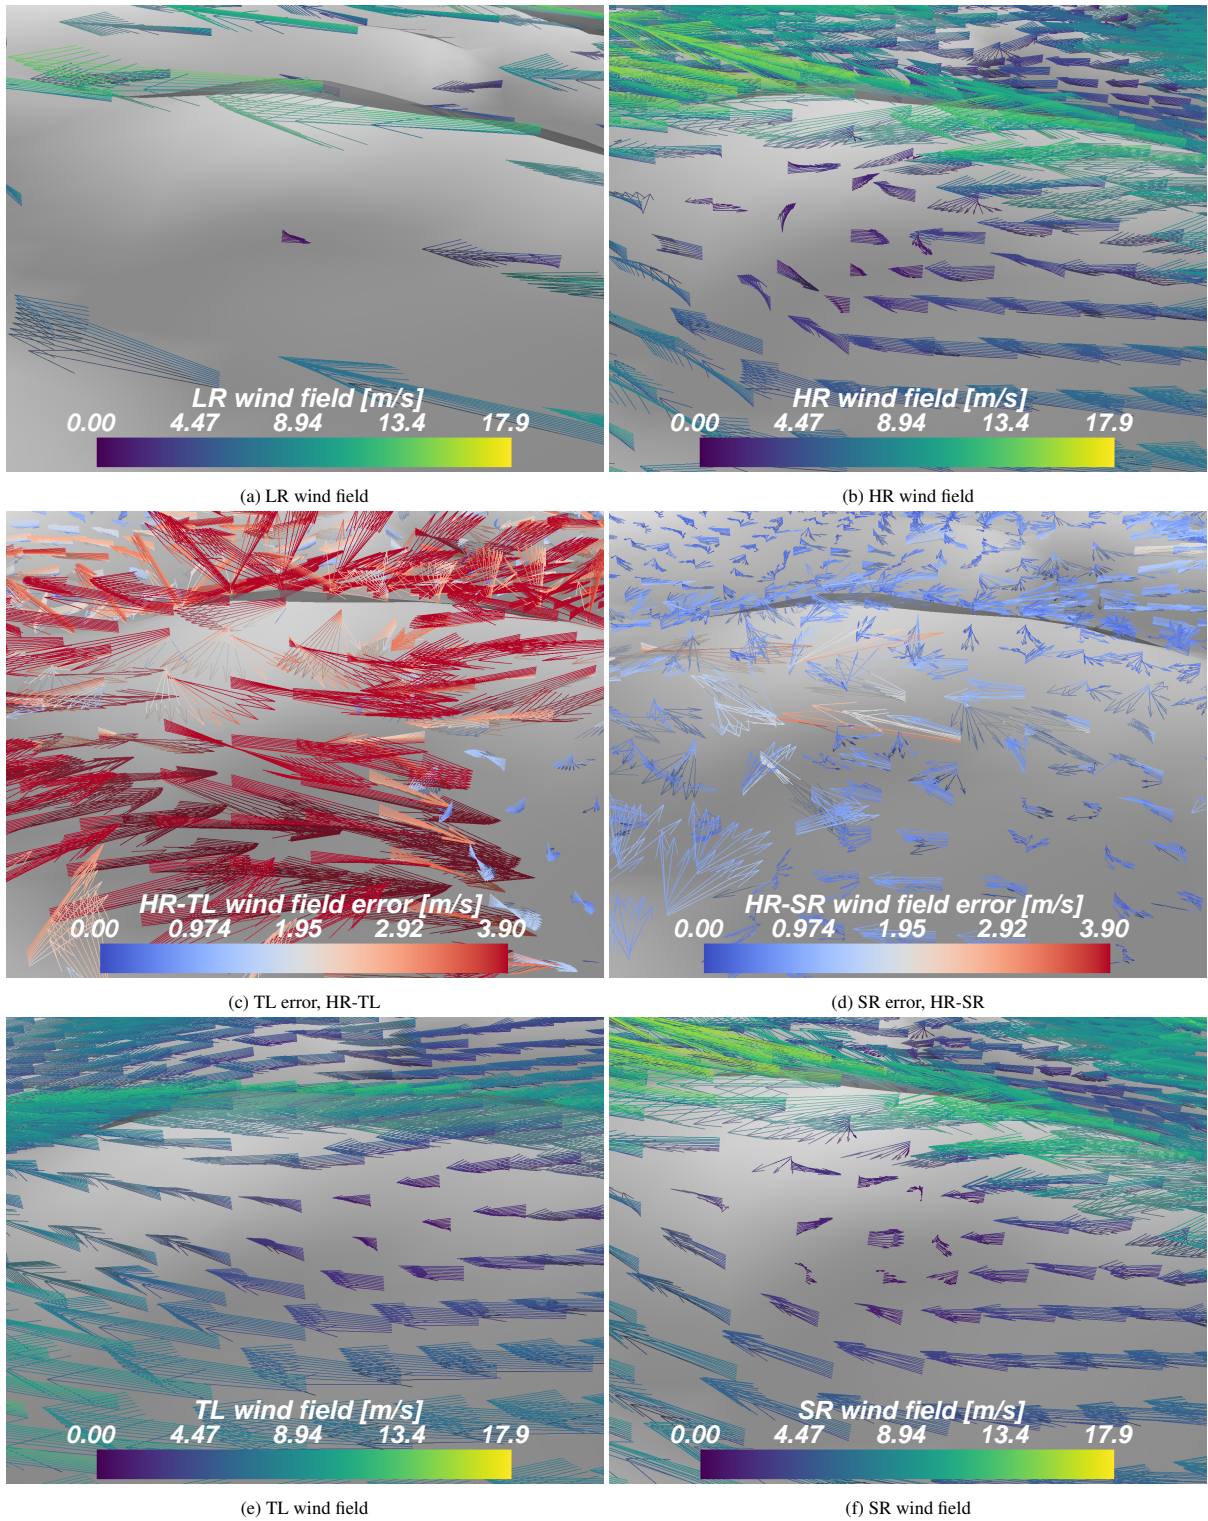 LR wind field [m/s]
0.00 4.47 8.94 13.4 17.9
(a) LR wind field
HR wind field [m/s]
0.00 4.47 8.94 13.4 17.9
(b) HR wind field
HR-TL wind field error [m/s]
0.00 0.974 1.95 2.92 3.90
(c) TL error, HR-TL
HR-SR wind field error [m/s]
0.00 0.974 1.95 2.92 3.90
(d) SR error, HR-SR
TL wind field [m/s]
0.00 4.47 8.94 13.4 17.9
(e) TL wind field
SR wind field [m/s]
0.00 4.47 8.94 13.4 17.9
(f) SR wind field